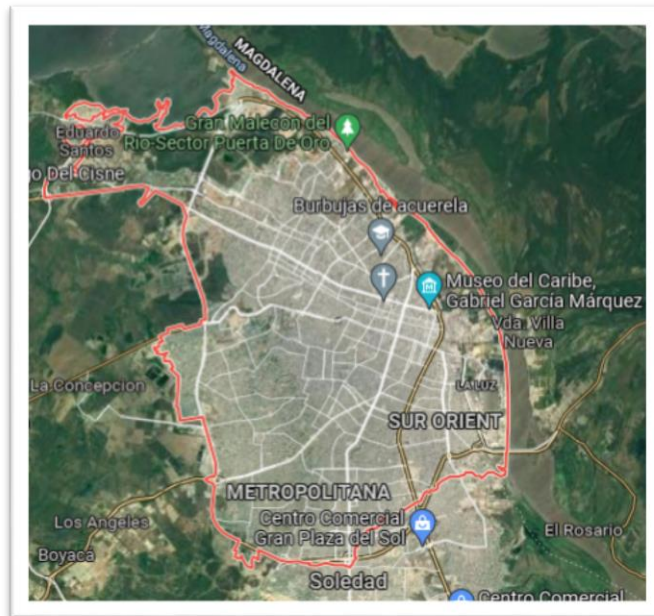 Magdalena
MAGDALENA
Gran Malecon del
Rio-Sector Puerta De Oro
Eduardo
Santos
go Del Cisne
Burbujas de acuerela
Museo del Caribe,
Gabriel García Márquez
Vda. Villa
Nueva
La Concepcion
LA LUZ
SUR ORIENT
METROPOLITANA
Centro Comercial
Gran Plaza del Sol
Los Angeles
Boyacá
El Rosario
Soledad
Centro Comercial